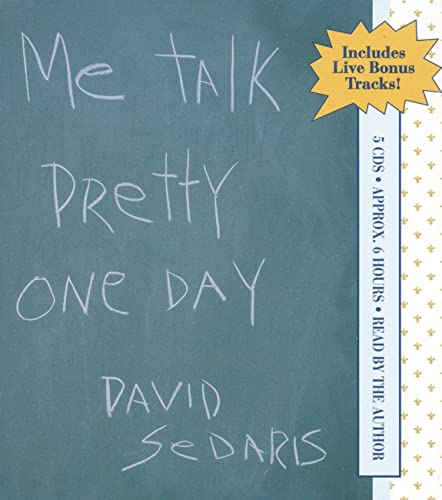 Me Talk
Pretty
One Day
David
Sedaris
Includes
Live Bonus
Tracks!
5 CDS • APPROX. 6 HOURS • READ BY THE AUTHOR